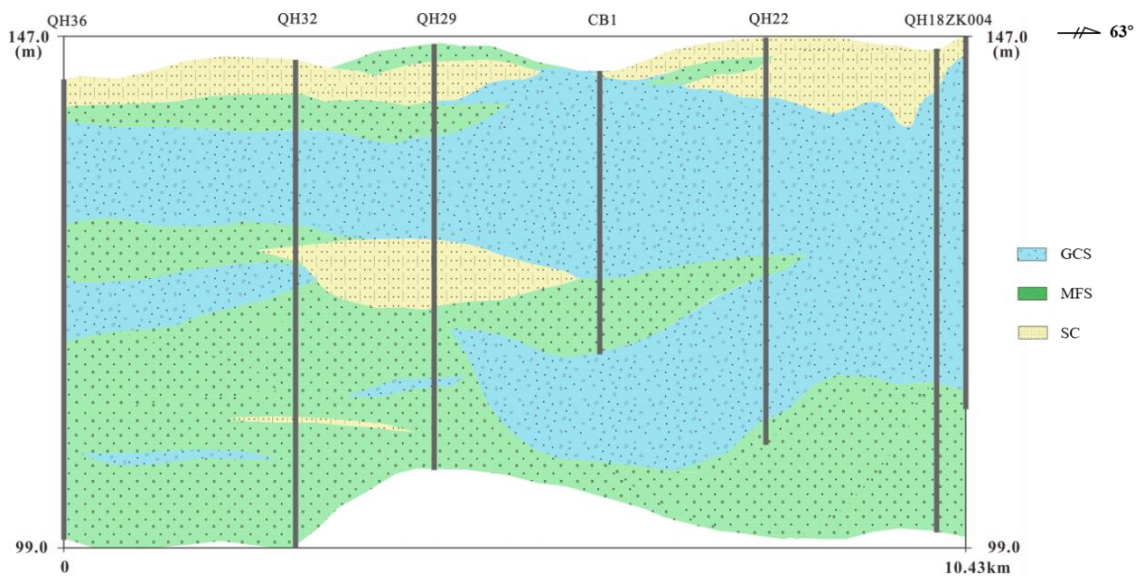 QH36 QH32 QH29 CB1 QH22 QH18ZK004
147.0 147.0 63°
(m) (m)
GCS
MFS
SC
99.0 99.0
0 10.43km